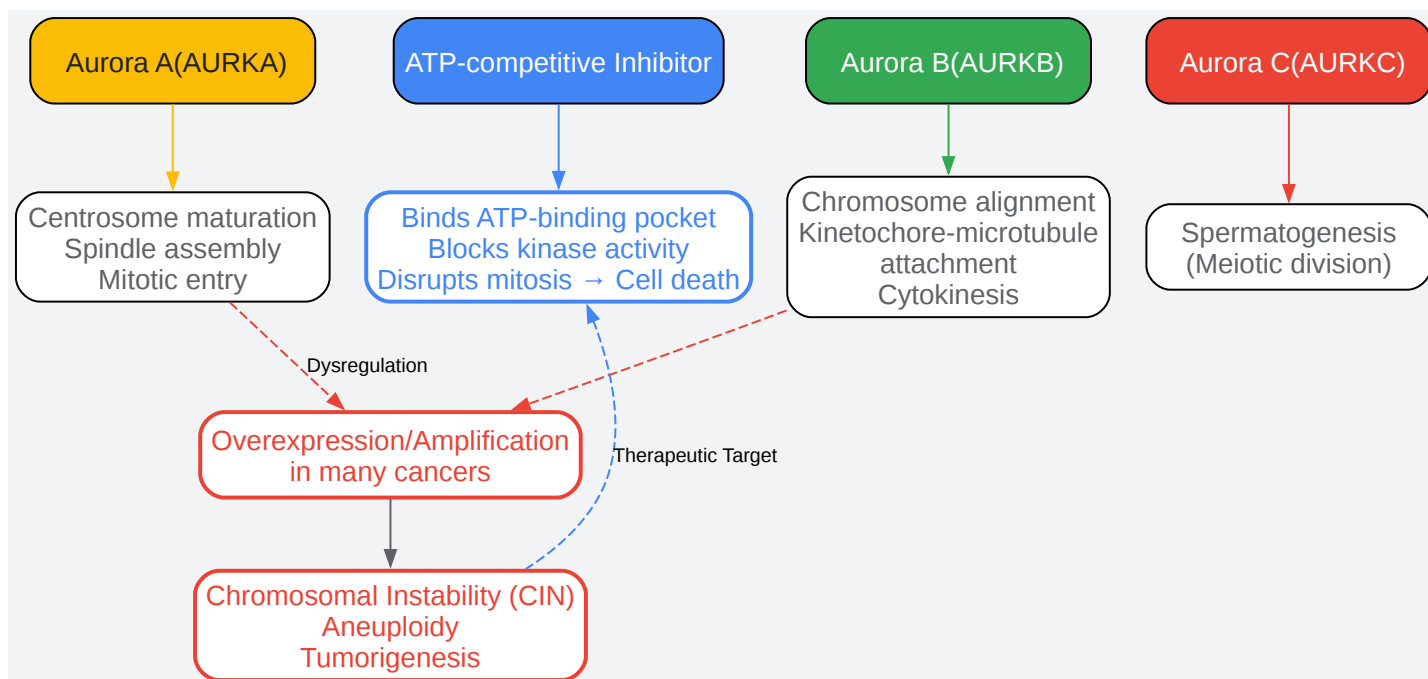 Aurora A(AURKA)
ATP-competitive Inhibitor
Aurora B(AURKB)
Aurora C(AURKC)
Centrosome maturation
Spindle assembly
Mitotic entry
Binds ATP-binding pocket
Blocks kinase activity
Disrupts mitosis → Cell death
Chromosome alignment
Kinetochore-microtubule
attachment
Cytokinesis
Spermatogenesis
(Meiotic division)
Dysregulation
Overexpression/Amplification
in many cancers
Therapeutic Target
Chromosomal Instability (CIN)
Aneuploidy
Tumorigenesis